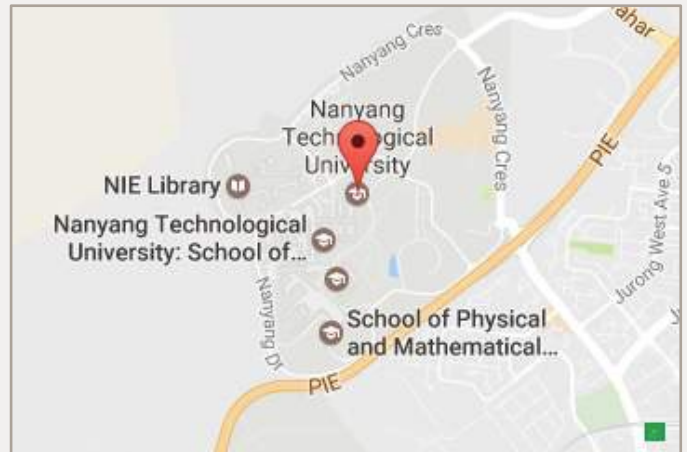 ahar
Nanyang Cres
Nanyang
Technological
University
Nanyang Cres
PIE
NIE Library
Jurong West Ave 5
Nanyang Technological
University: School of...
Nanyang Dr
School of Physical
and Mathematical...
PIE